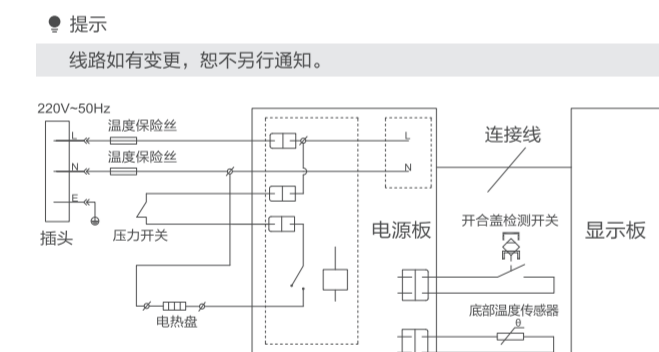 提示
线路如有变更，恕不另行通知。
220V~50Hz
温度保险丝
L
L
连接线
温度保险丝
N
N
E
插头
压力开关
电源板
开合盖检测开关
显示板
底部温度传感器
θ
电热盘